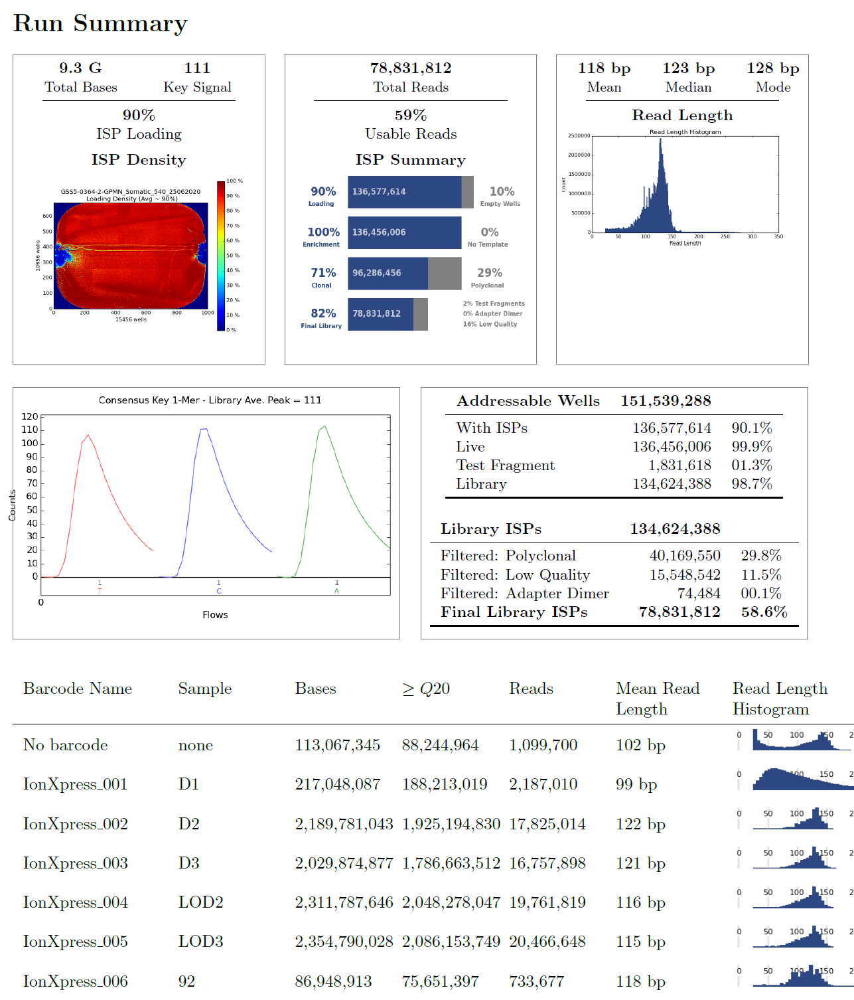 Run Summary
9.3 G
111
Total Bases
Key Signal
90%
ISP Loading
ISP Density
GSS5-0364-2-GPMN_Somatic_540_25062020
Loading Density (Avg ~ 90%)
600
500
400
300
200
100
0
10656 wells
0 200 400 600 800 1000
15456 wells
100 %
90 %
80 %
70 %
60 %
50 %
40 %
30 %
20 %
10 %
0 %
78,831,812
Total Reads
59%
Usable Reads
ISP Summary
90% 136,577,614 10%
Loading Empty Wells
100% 136,456,006 0%
Enrichment No Template
71% 96,286,456 29%
Clonal Polyclonal
82% 78,831,812
Final Library
2% Test Fragments
0% Adapter Dimer
16% Low Quality
118 bp 123 bp 128 bp
Mean Median Mode
Read Length
Read Length Histogram
2500000
2000000
1500000
1000000
500000
0
Count
0 50 100 150 200 250 300 350
Read Length
Consensus Key 1-Mer - Library Ave. Peak = 111
120
110
100
90
80
70
60
50
40
30
20
10
0
Counts
1 1 1
T C A
0
Flows
Addressable Wells 151,539,288
With ISPs 136,577,614 90.1%
Live 136,456,006 99.9%
Test Fragment 1,831,618 01.3%
Library 134,624,388 98.7%
Library ISPs 134,624,388
Filtered: Polyclonal 40,169,550 29.8%
Filtered: Low Quality 15,548,542 11.5%
Filtered: Adapter Dimer 74,484 00.1%
Final Library ISPs 78,831,812 58.6%
Barcode Name Sample Bases ≥ Q20 Reads Mean Read Length Read Length Histogram
No barcode none 113,067,345 88,244,964 1,099,700 102 bp 0 50 100 150 2
IonXpress_001 D1 217,048,087 188,213,019 2,187,010 99 bp 0 100 150 2
IonXpress_002 D2 2,189,781,043 1,925,194,830 17,825,014 122 bp 0 50 100 150 2
IonXpress_003 D3 2,029,874,877 1,786,663,512 16,757,898 121 bp 0 50 100 150 2
IonXpress_004 LOD2 2,311,787,646 2,048,278,047 19,761,819 116 bp 0 50 100 150 2
IonXpress_005 LOD3 2,354,790,028 2,086,153,749 20,466,648 115 bp 0 50 100 150 2
IonXpress_006 92 86,948,913 75,651,397 733,677 118 bp 0 50 100 150 2